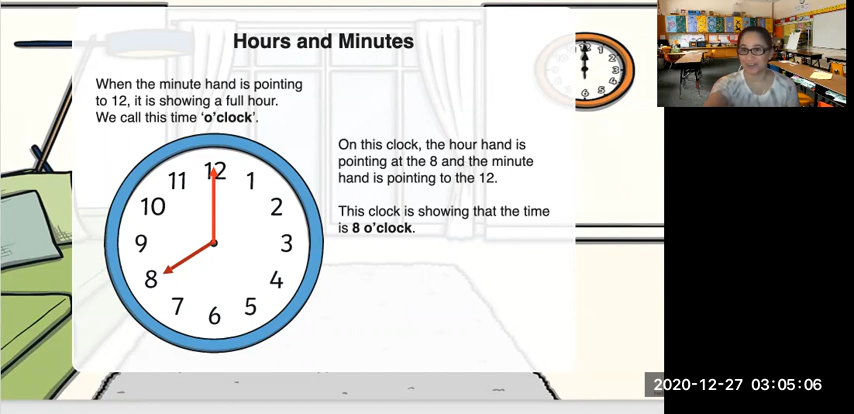 Hours and Minutes
When the minute hand is pointing
to 12, it is showing a full hour.
We call this time ‘o’clock’.
On this clock, the hour hand is
pointing at the 8 and the minute
hand is pointing to the 12.
This clock is showing that the time
is 8 o’clock.
12
11 1
10 2
9 3
8 4
7 5
6
2020-12-27 03:05:06